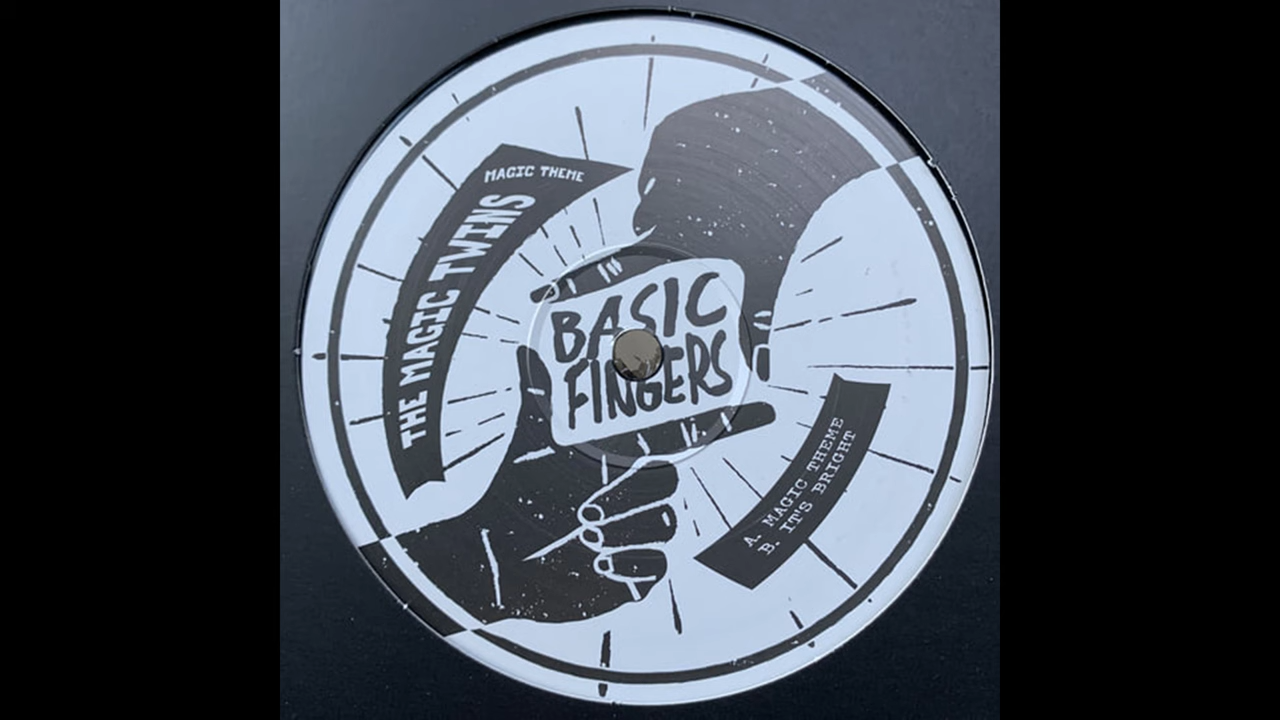 MAGIC THEME
THE MAGIC TWINS
BASIC
FINGERS
A. MAGIC THEME
B. IT'S BRIGHT